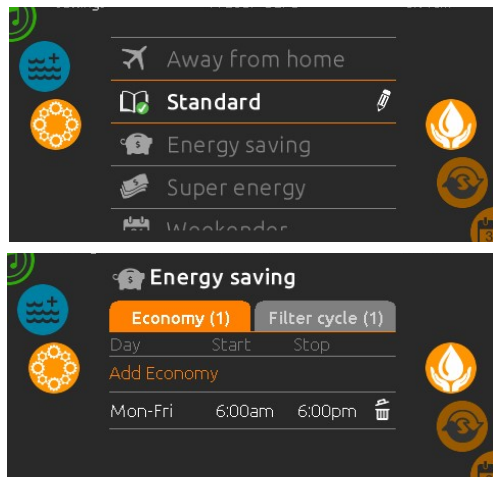 Away from home
Standard
Energy saving
Super energy
Weekender
Energy saving
Economy (1) Filter cycle (1)
Day Start Stop
Add Economy
Mon-Fri 6:00am 6:00pm